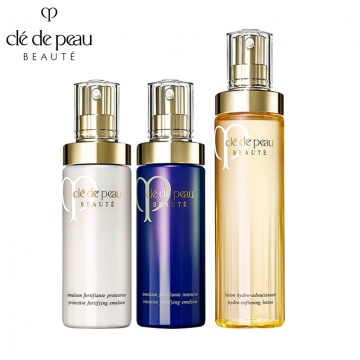 clé de peau
BEAUTÉ
clé de peau
BEAUTÉ
émulsion fortifiante protectrice
protective fortifying emulsion
clé de peau
BEAUTÉ
émulsion fortifiante intensive
intensive fortifying emulsion
clé de peau
BEAUTÉ
lotion hydro-adoucissante
hydro-softening lotion